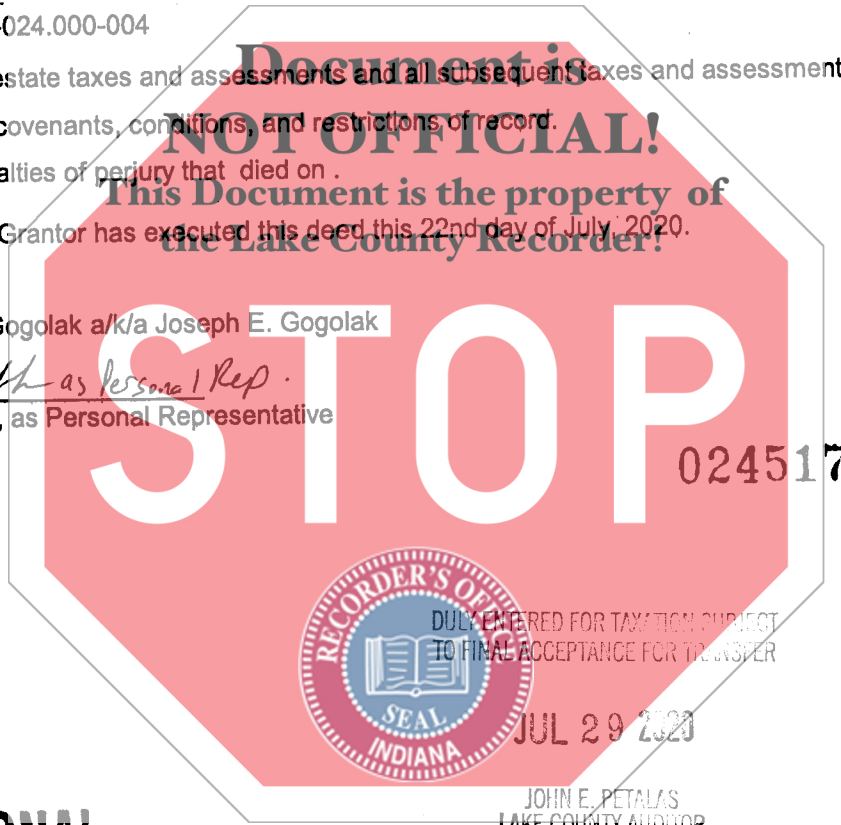 024.000-004
Document is
estate taxes and assessments and all subsequent taxes and assessment
NOT OFFICIAL!
covenants, conditions, and restrictions of record.
alties of perjury that died on .
This Document is the property of
Grantor has executed this deed this 22nd day of July, 2020.
the Lake County Recorder!
Gogolak a/k/a Joseph E. Gogolak
as Personal Rep.
, as Personal Representative
STOP
024517
RECORDER'S OFFICE
SEAL
INDIANA
DULY ENTERED FOR TAXATION SUBJECT
TO FINAL ACCEPTANCE FOR TRANSFER
JUL 29 2020
JOHN E. PETALAS
LAKE COUNTY AUDITOR